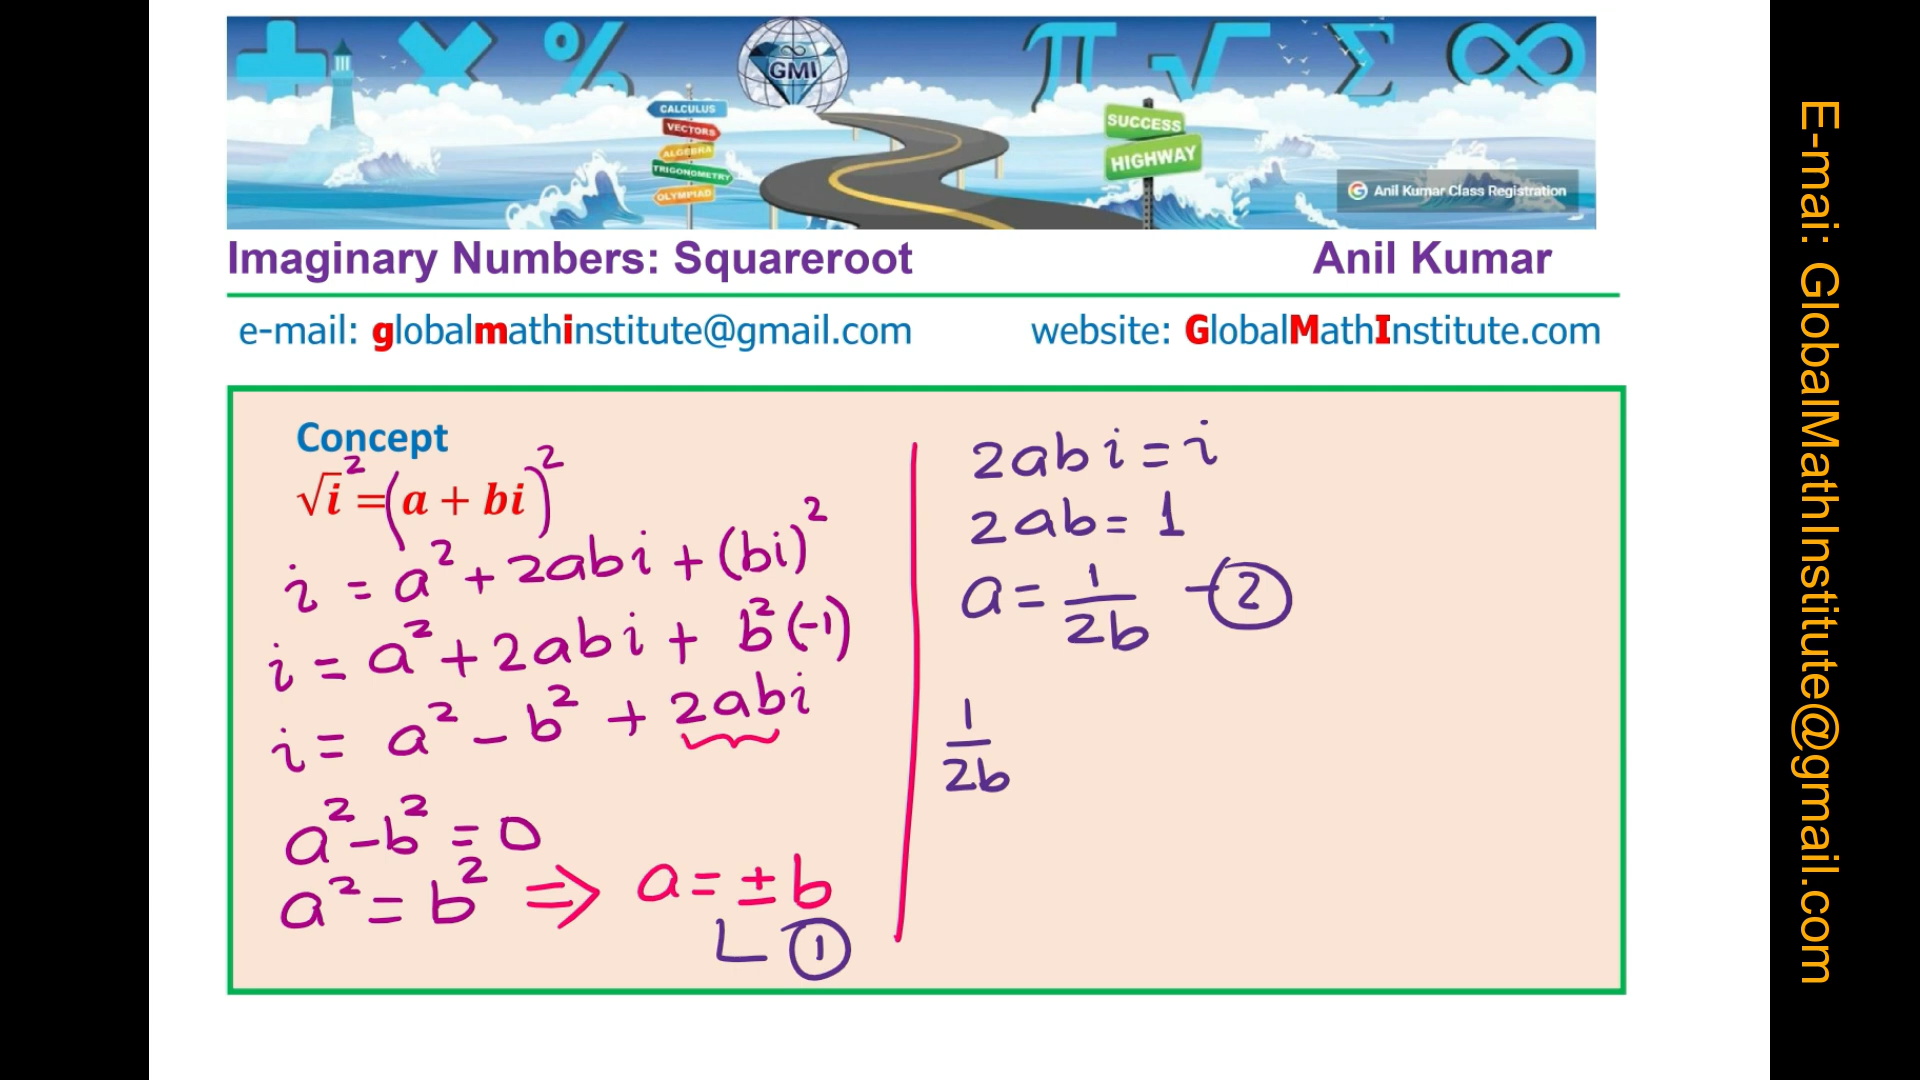 GMI
CALCULUS
VECTORS
ALGEBRA
TRIGONOMETRY
OLYMPIAD
SUCCESS
HIGHWAY
Anil Kumar Class Registration
Imaginary Numbers: Squareroot
Anil Kumar
e-mail: globalmathinstitute@gmail.com
website: GlobalMathInstitute.com
Concept
√i² = (a + bi)²
i = a² + 2abi + (bi)²
i = a² + 2abi + b²(-1)
i = a² - b² + 2abi
a² - b² = 0
a² = b² ⇒ a = ± b
①
2abi = i
2ab = 1
a = 1/2b - ②
1/2b
E-mai: GlobalMathInstitute@gmail.com